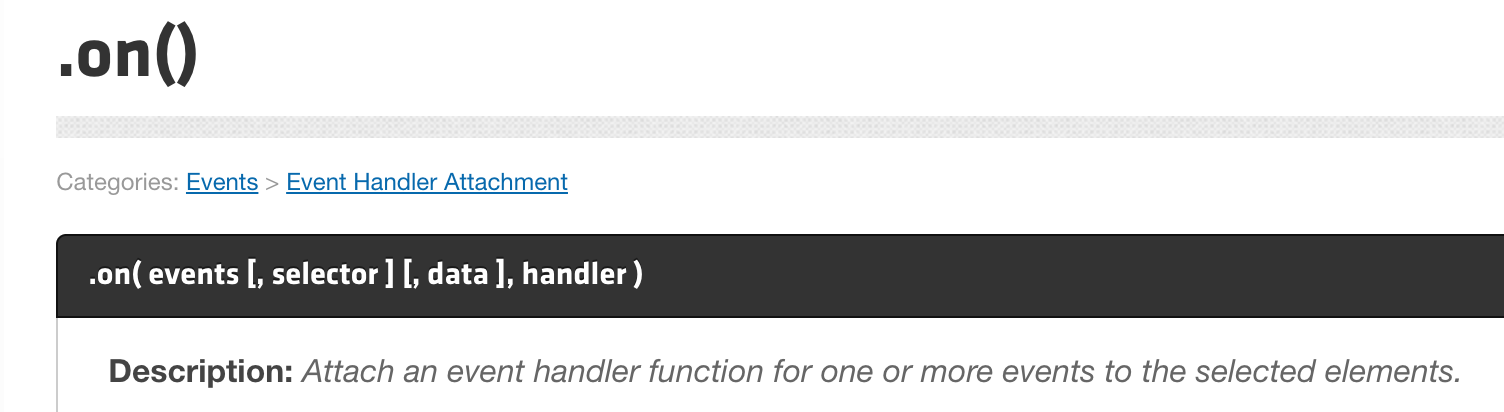 .on()
Categories: Events > Event Handler Attachment
.on( events [, selector ] [, data ], handler )
Description: Attach an event handler function for one or more events to the selected elements.